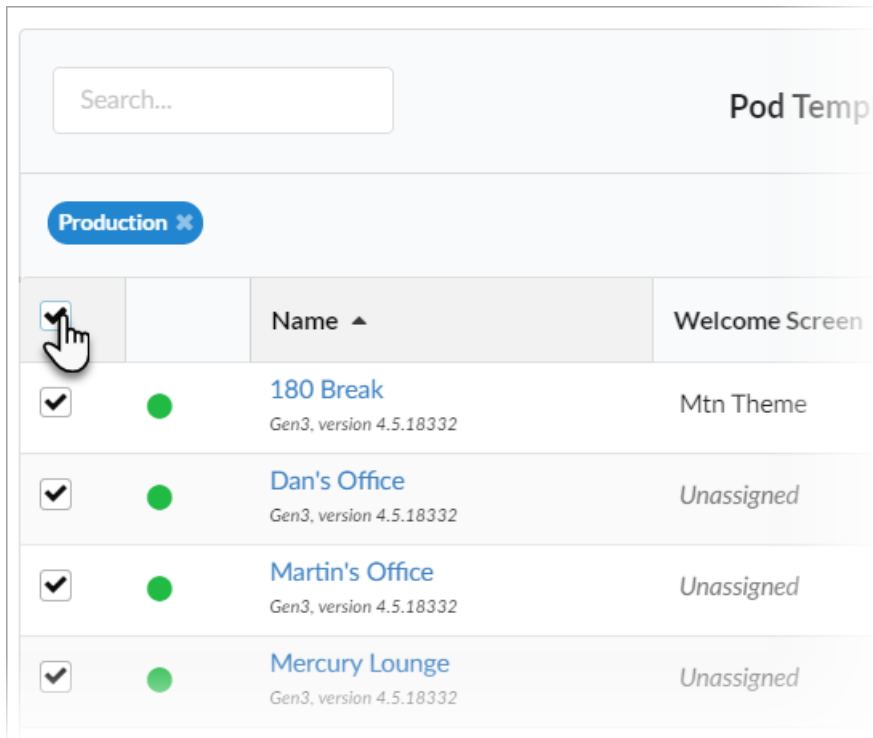 Search...
Pod Temp
Production
Name
Welcome Screen
180 Break
Gen3, version 4.5.18332
Mtn Theme
Dan's Office
Gen3, version 4.5.18332
Unassigned
Martin's Office
Gen3, version 4.5.18332
Unassigned
Mercury Lounge
Gen3, version 4.5.18332
Unassigned